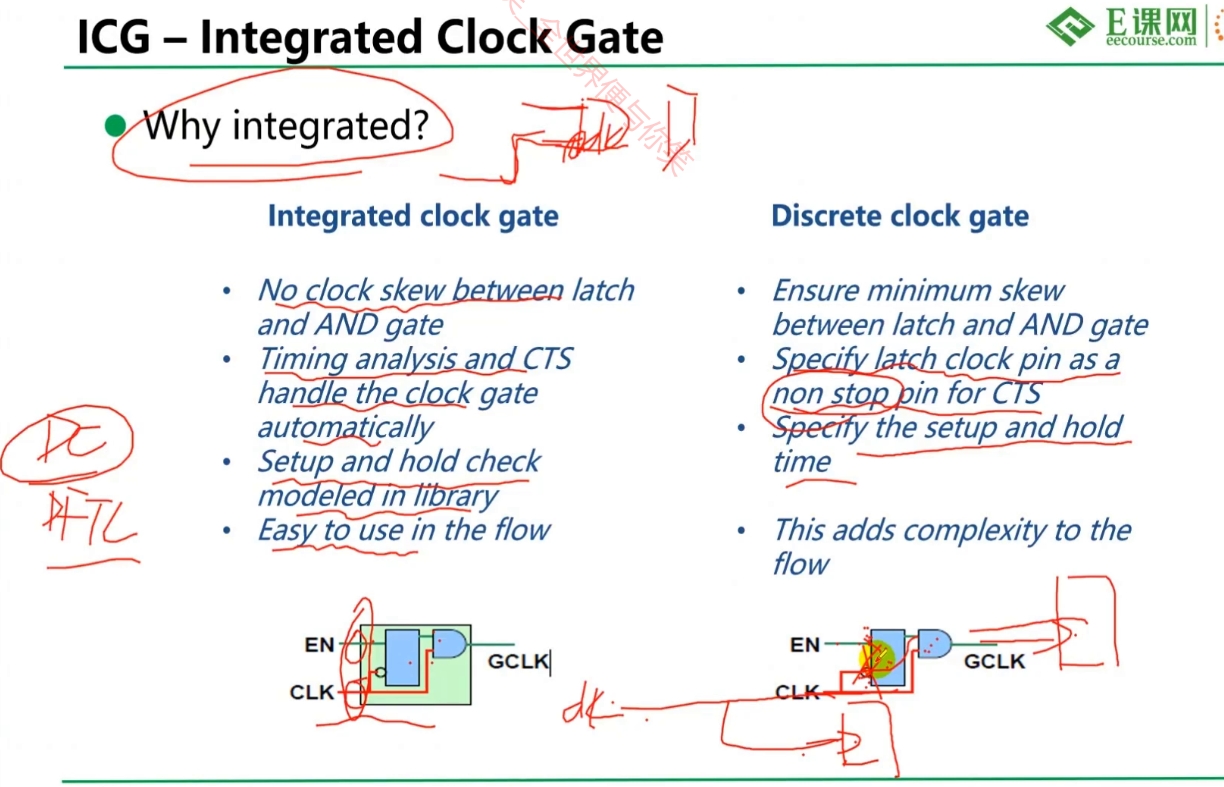 ICG – Integrated Clock Gate
E课网
eecourse.com
Why integrated?
Integrated clock gate
No clock skew between latch
and AND gate
Timing analysis and CTS
handle the clock gate
automatically
Setup and hold check
modeled in library
Easy to use in the flow
EN
CLK
GCLK
Discrete clock gate
Ensure minimum skew
between latch and AND gate
Specify latch clock pin as a
non stop pin for CTS
Specify the setup and hold
time
This adds complexity to the
flow
EN
CLK
GCLK
DC
clk